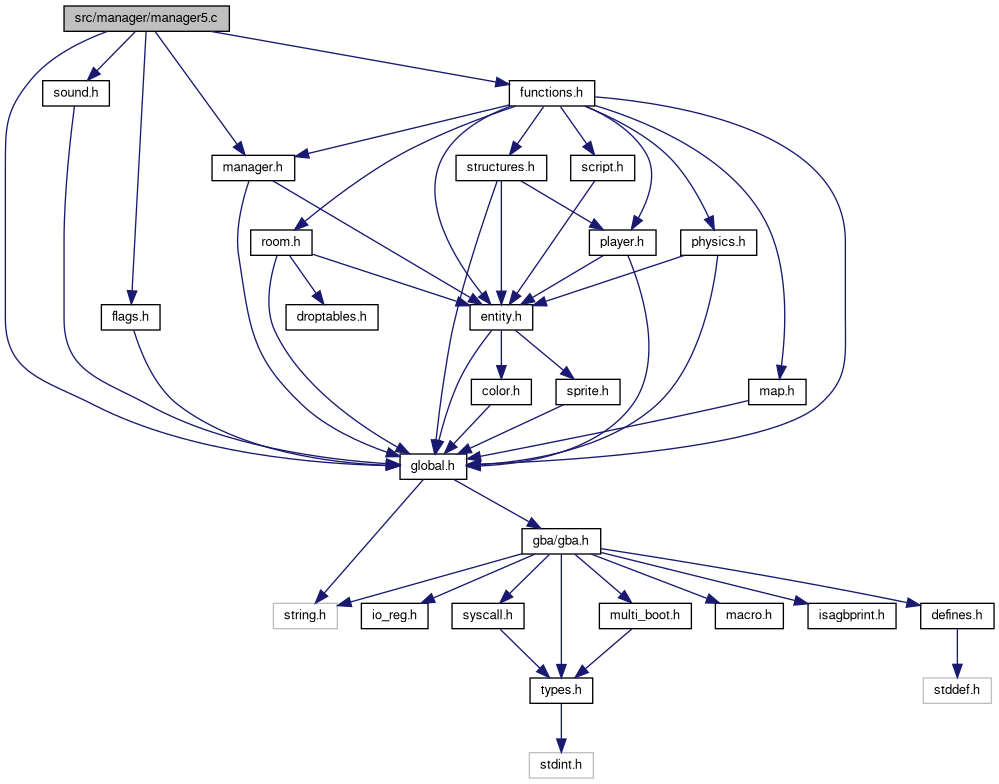 src/manager/manager5.c
sound.h
functions.h
manager.h
structures.h
script.h
room.h
player.h
physics.h
flags.h
droptables.h
entity.h
color.h
sprite.h
map.h
global.h
gba/gba.h
string.h
io_reg.h
syscall.h
multi_boot.h
macro.h
isagbprint.h
defines.h
types.h
stddef.h
stdint.h